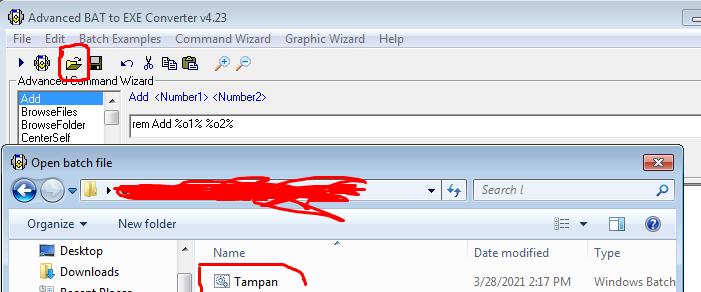 Advanced BAT to EXE Converter v4.23
File Edit Batch Examples Command Wizard Graphic Wizard Help
Advanced Command Wizard
Add
BrowseFiles
BrowseFolder
CenterSelf
Add <Number1> <Number2>
rem Add %o1% %o2%
Open batch file
Search l
Organize New folder
Desktop
Downloads
Recent Places
Name Date modified Type
Tampan 3/28/2021 2:17 PM Windows Batch